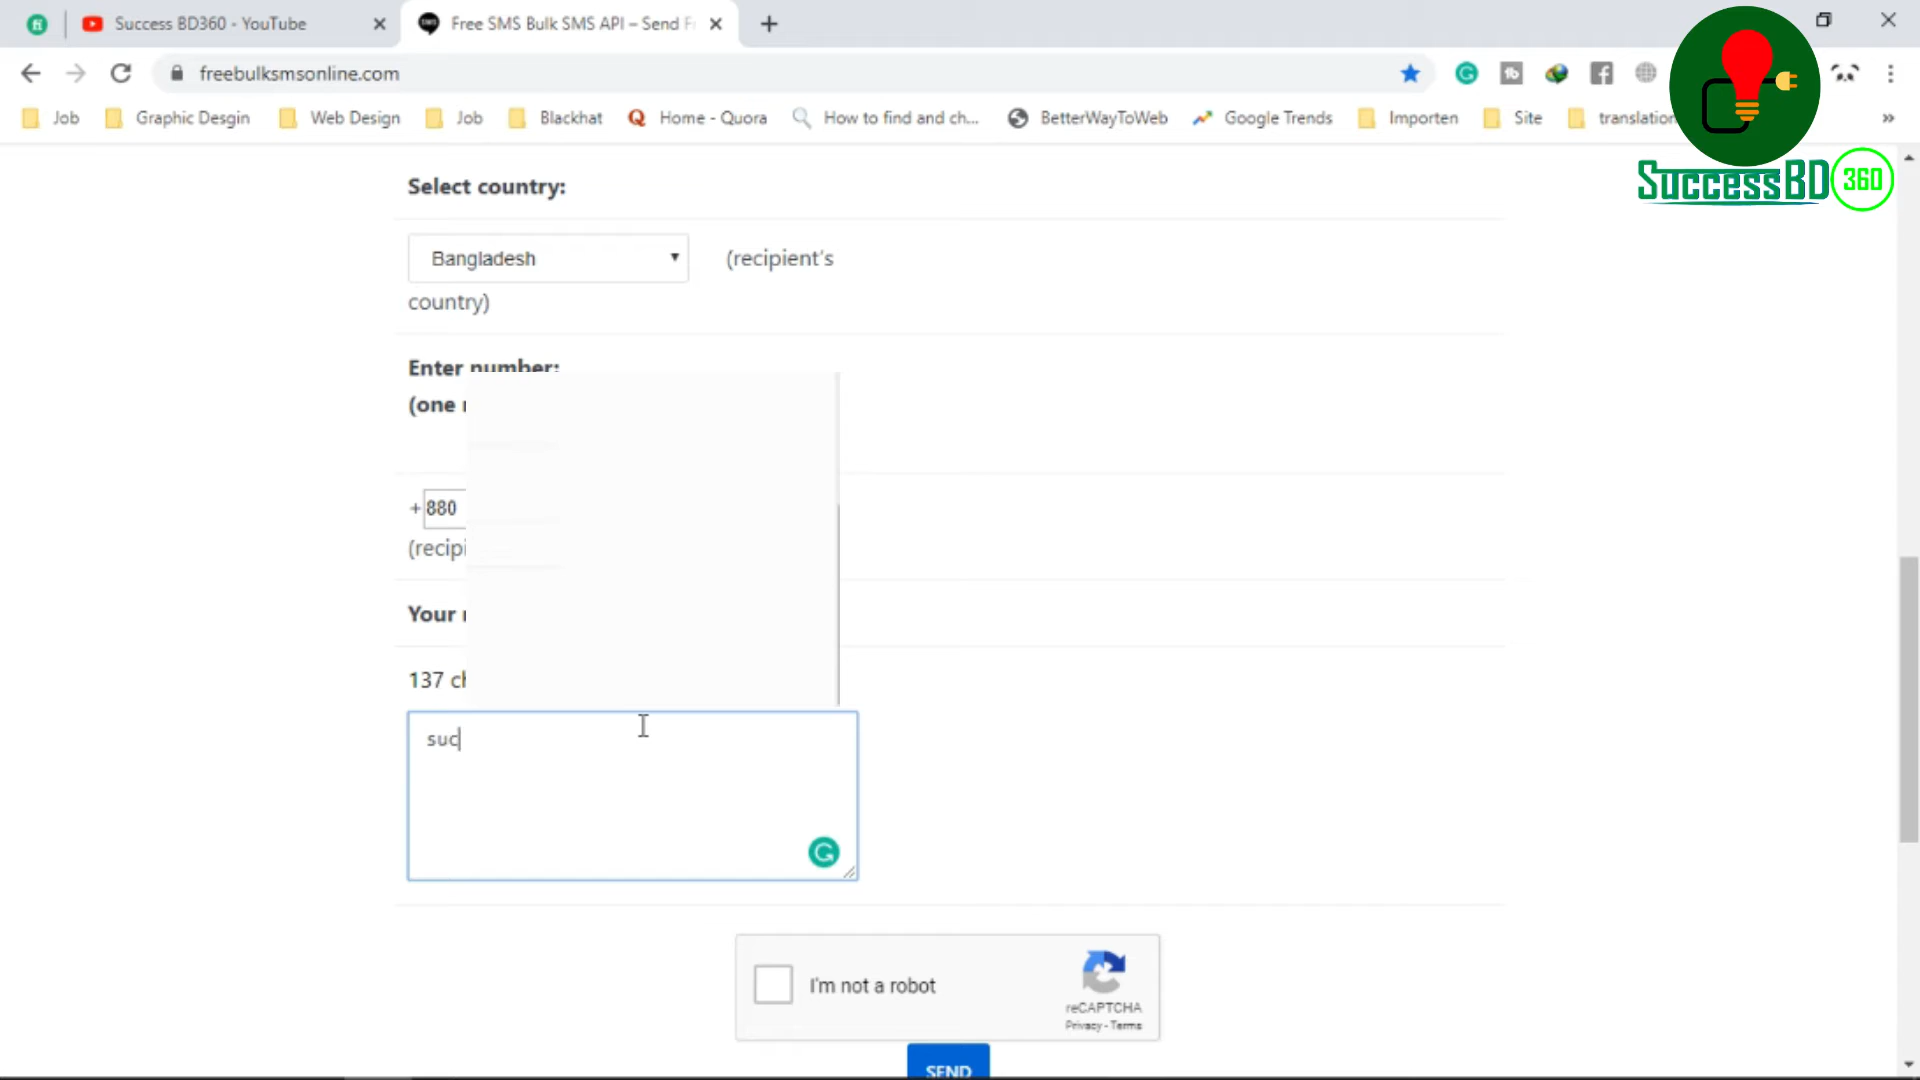 Success BD360 - YouTube
Free SMS Bulk SMS API – Send Fr
freebulksmsonline.com
Job Graphic Desgin Web Design Job Blackhat Home - Quora How to find and ch... BetterWayToWeb Google Trends Importen Site translation
SuccessBD 360
Select country:
Bangladesh (recipient's
country)
Enter number:
(one
+ 880
(recipi
Your
137 ch
suc
I'm not a robot
reCAPTCHA
Privacy - Terms
SEND